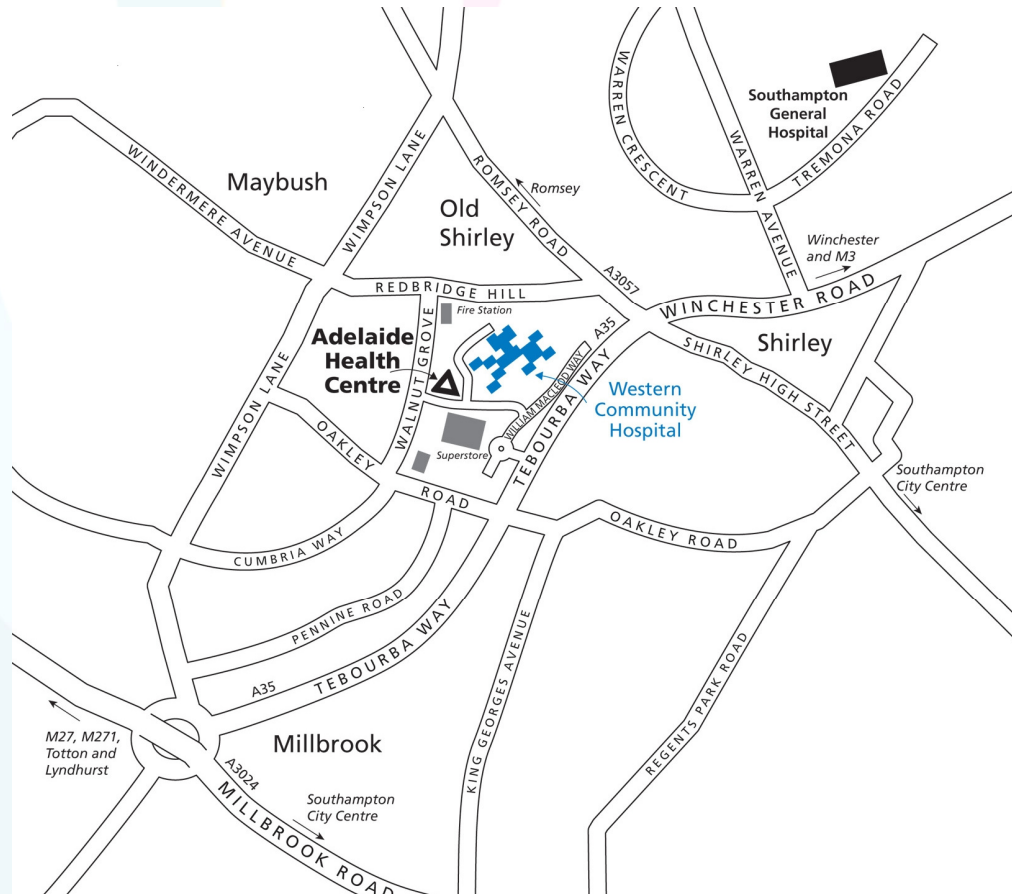 WARREN CRESCENT
Southampton
General
Hospital
TREMONA ROAD
WARREN AVENUE
WINDERMERE AVENUE
Maybush
WIMPSON LANE
ROMSEY ROAD
Romsey
Old
Shirley
Winchester
and M3
A3057
REDBRIDGE HILL
WINCHESTER ROAD
Fire Station
A35
Adelaide
Health
Centre
WALNUT GROVE
SHIRLEY HIGH STREET
Shirley
WILLIAM MACLEOD WAY
TEBOURBA WAY
Western
Community
Hospital
WIMPSON LANE
OAKLEY
ROAD
Superstore
Southampton
City Centre
OAKLEY ROAD
CUMBRIA WAY
PENNINE ROAD
A35
TEBOURBA WAY
KING GEORGES AVENUE
REGENTS PARK ROAD
M27, M271,
Totton and
Lyndhurst
Millbrook
A3024
MILLBROOK ROAD
Southampton
City Centre